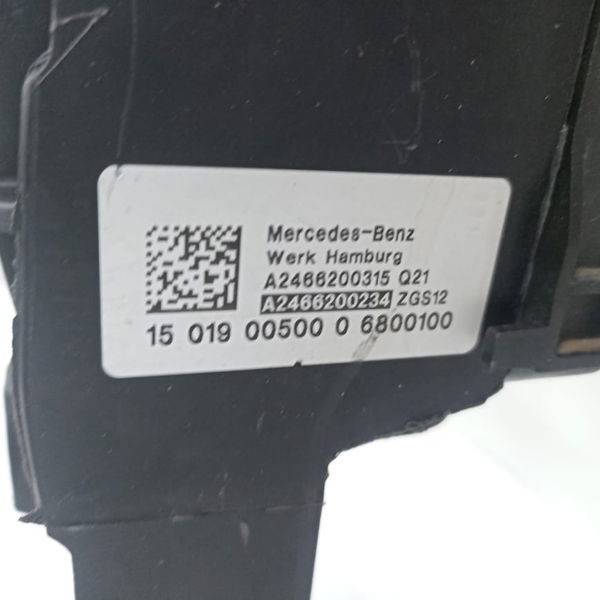 Mercedes-Benz
Werk Hamburg
A2466200315 Q21
A2466200234 ZGS12
15 019 00500 0 6800100